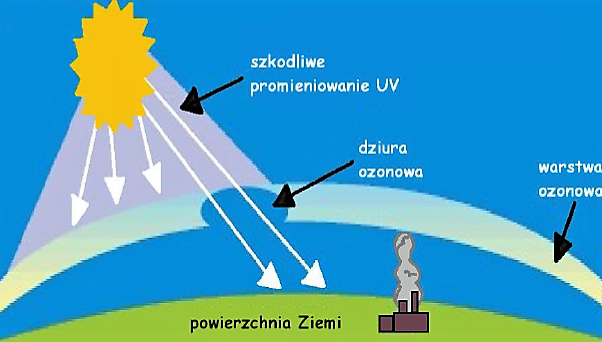 szkodliwe
promieniowanie UV
dziura
ozonowa
warstwa
ozonowa
powierzchnia Ziemi